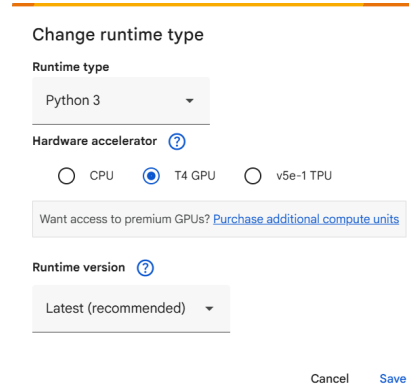 Change runtime type
Runtime type
Python 3
Hardware accelerator ?
CPU T4 GPU v5e-1 TPU
Want access to premium GPUs? Purchase additional compute units
Runtime version ?
Latest (recommended)
Cancel Save